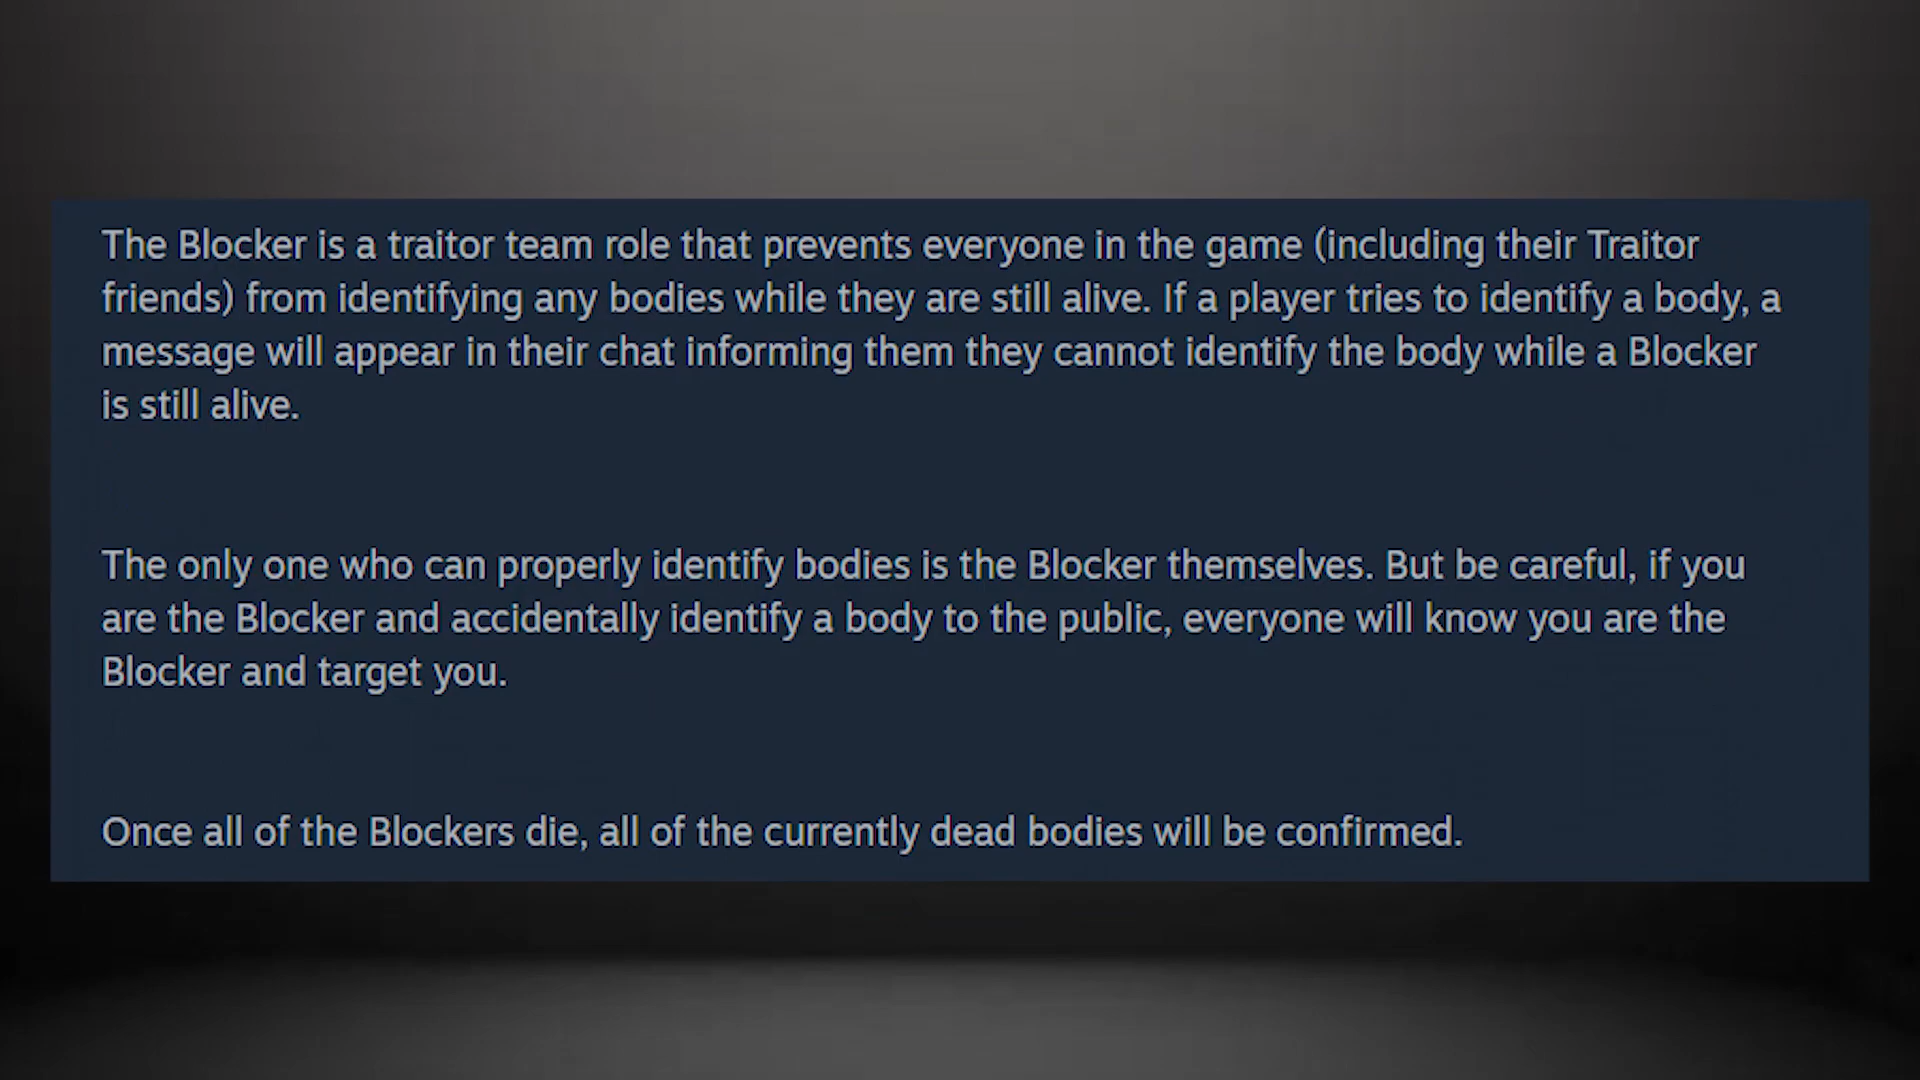 The Blocker is a traitor team role that prevents everyone in the game (including their Traitor
friends) from identifying any bodies while they are still alive. If a player tries to identify a body, a
message will appear in their chat informing them they cannot identify the body while a Blocker
is still alive.
The only one who can properly identify bodies is the Blocker themselves. But be careful, if you
are the Blocker and accidentally identify a body to the public, everyone will know you are the
Blocker and target you.
Once all of the Blockers die, all of the currently dead bodies will be confirmed.